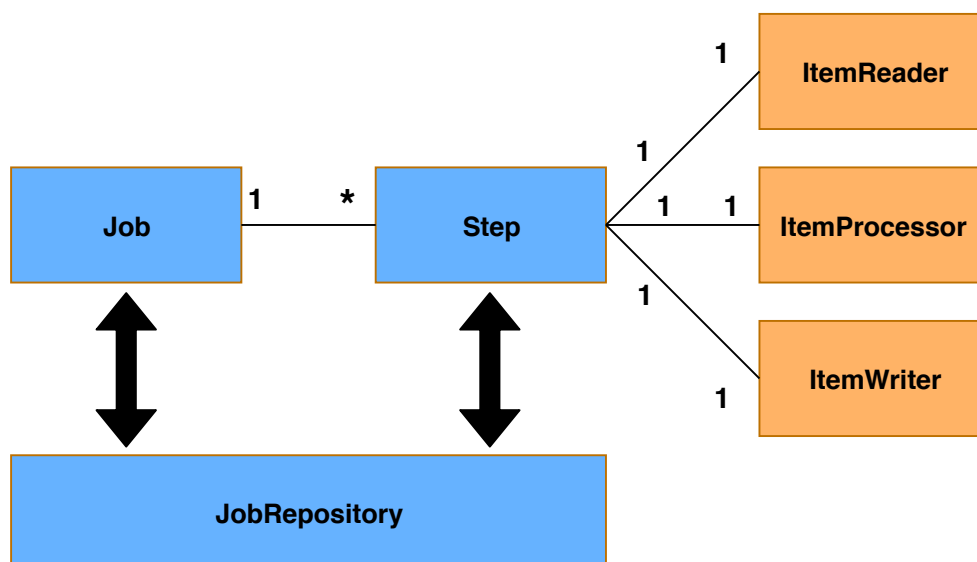 1
ItemReader
1
Job
1
*
Step
1
1
ItemProcessor
1
1
ItemWriter
JobRepository